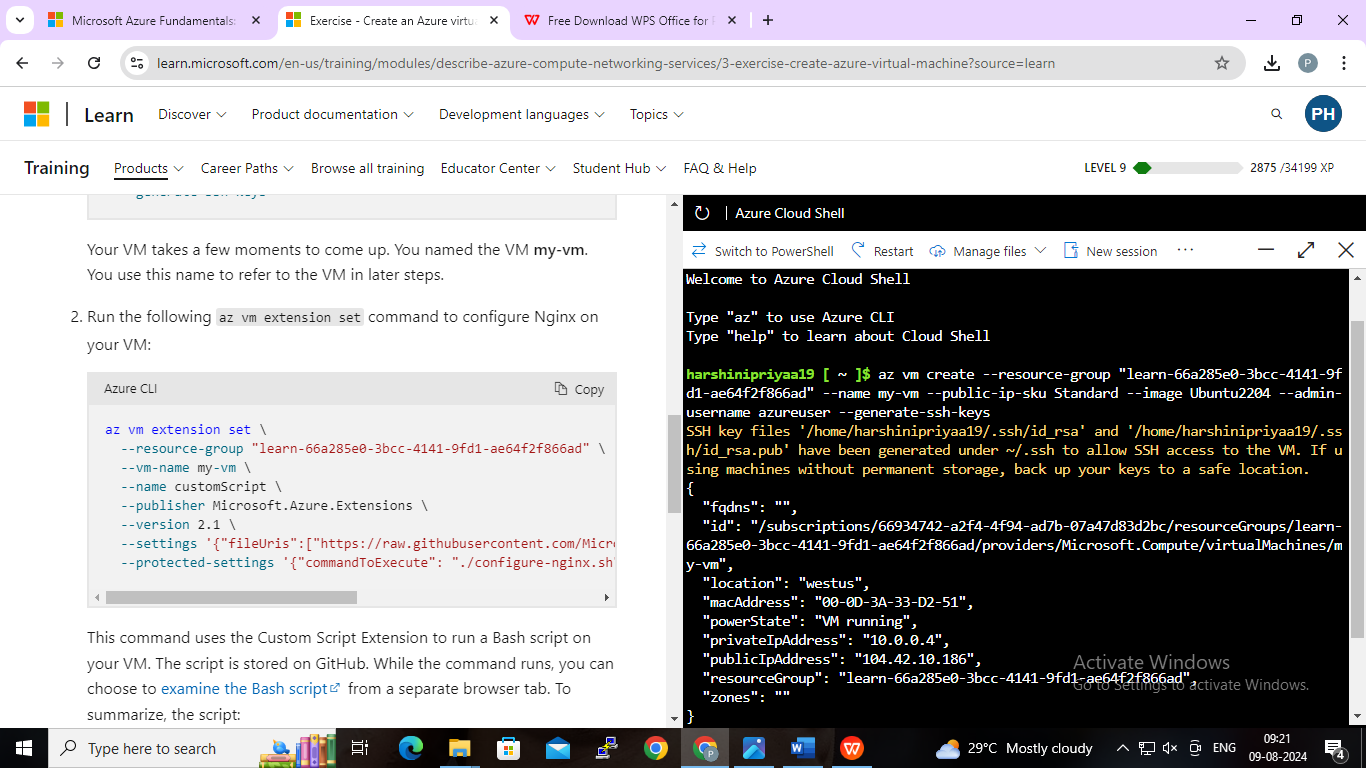 Microsoft Azure Fundamentals:
Exercise - Create an Azure virtu
Free Download WPS Office for
learn.microsoft.com/en-us/training/modules/describe-azure-compute-networking-services/3-exercise-create-azure-virtual-machine?source=learn
P
Learn
Discover
Product documentation
Development languages
Topics
PH
Training
Products
Career Paths
Browse all training
Educator Center
Student Hub
FAQ & Help
LEVEL 9
2875 /34199 XP
Your VM takes a few moments to come up. You named the VM my-vm.
You use this name to refer to the VM in later steps.
2. Run the following az vm extension set command to configure Nginx on
your VM:
Azure CLI
Copy
az vm extension set \
--resource-group "learn-66a285e0-3bcc-4141-9fd1-ae64f2f866ad" \
--vm-name my-vm \
--name customScript \
--publisher Microsoft.Azure.Extensions \
--version 2.1 \
--settings '{"fileUris":["https://raw.githubusercontent.com/Micro
--protected-settings '{"commandToExecute": "./configure-nginx.sh"
This command uses the Custom Script Extension to run a Bash script on
your VM. The script is stored on GitHub. While the command runs, you can
choose to examine the Bash script from a separate browser tab. To
summarize, the script:
Azure Cloud Shell
Switch to PowerShell
Restart
Manage files
New session
Welcome to Azure Cloud Shell
Type "az" to use Azure CLI
Type "help" to learn about Cloud Shell
harshinipriyaa19 [ ~ ]$ az vm create --resource-group "learn-66a285e0-3bcc-4141-9f
d1-ae64f2f866ad" --name my-vm --public-ip-sku Standard --image Ubuntu2204 --admin-
username azureuser --generate-ssh-keys
SSH key files '/home/harshinipriyaa19/.ssh/id_rsa' and '/home/harshinipriyaa19/.ss
h/id_rsa.pub' have been generated under ~/.ssh to allow SSH access to the VM. If u
sing machines without permanent storage, back up your keys to a safe location.
{
"fqdns": "",
"id": "/subscriptions/66934742-a2f4-4f94-ad7b-07a47d83d2bc/resourceGroups/learn-
66a285e0-3bcc-4141-9fd1-ae64f2f866ad/providers/Microsoft.Compute/virtualMachines/m
y-vm",
"location": "westus",
"macAddress": "00-0D-3A-33-D2-51",
"powerState": "VM running",
"privateIpAddress": "10.0.0.4",
"publicIpAddress": "104.42.10.186",
"resourceGroup": "learn-66a285e0-3bcc-4141-9fd1-ae64f2f866ad",
"zones": ""
}
Activate Windows
Go to Settings to activate Windows.
Type here to search
29°C Mostly cloudy
ENG
09:21
09-08-2024
4